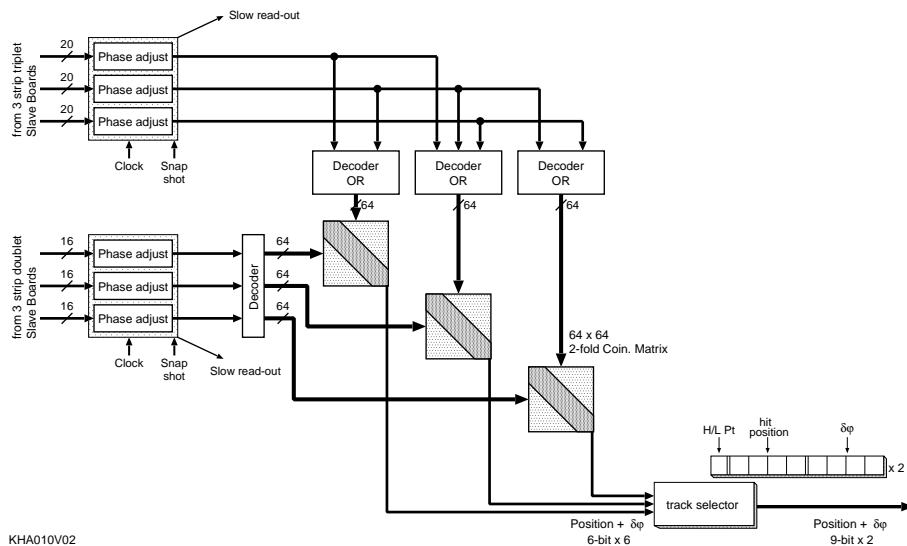 Slow read-out
from 3 strip triplet
Slave Boards
20
Phase adjust
20
Phase adjust
20
Phase adjust
Clock
Snap
shot
Decoder
OR
Decoder
OR
Decoder
OR
64
64
64
from 3 strip doublet
Slave Boards
16
Phase adjust
16
Phase adjust
16
Phase adjust
Decoder
64
64
64
Clock
Snap
shot
Slow read-out
64 x 64
2-fold Coin. Matrix
H/L Pt
hit
position
δφ
x 2
track selector
Position + δφ
6-bit x 6
Position + δφ
9-bit x 2
KHA010V02